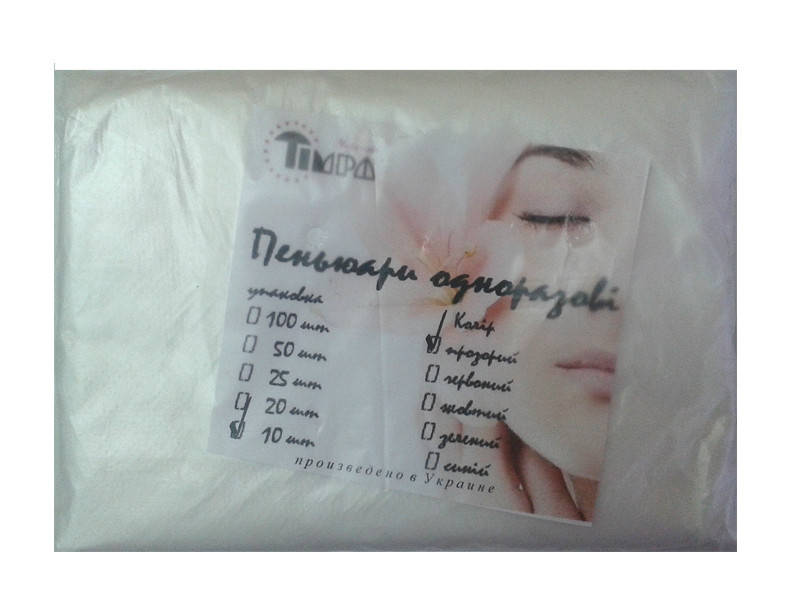 ТІМРА
Пеньюари одноразові
упаковка
100 шт
50 шт
25 шт
20 шт
10 шт
Колір
прозорий
червоний
жовтий
зелений
синій
произведено в Украине